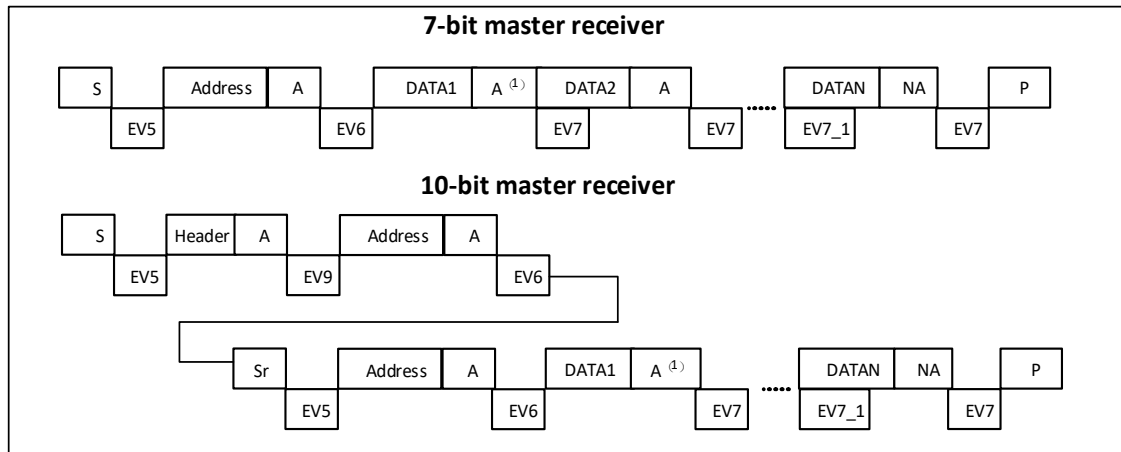 7-bit master receiver
S Address A DATA1 A (1) DATA2 A ..... DATAN NA P
EV5 EV6 EV7 EV7 EV7_1 EV7
10-bit master receiver
S Header A Address A
EV5 EV9 EV6
Sr Address A DATA1 A (1) ..... DATAN NA P
EV5 EV6 EV7 EV7_1 EV7